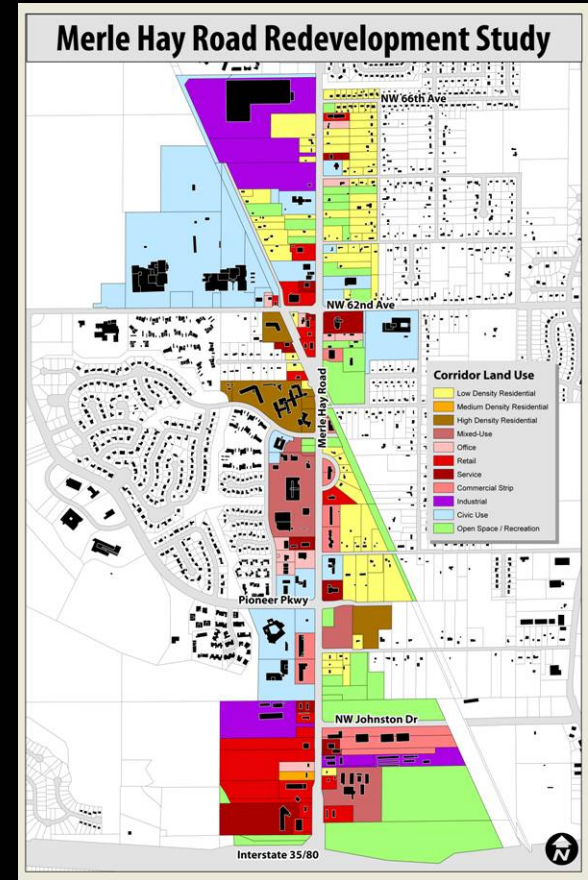 Merle Hay Road Redevelopment Study
NW 66th Ave
NW 62nd Ave
Merle Hay Road
Corridor Land Use
Low Density Residential
Medium Density Residential
High Density Residential
Mixed-Use
Office
Retail
Service
Commercial Strip
Industrial
Civic Use
Open Space / Recreation
Pioneer Pkwy
NW Johnston Dr
Interstate 35/80
N